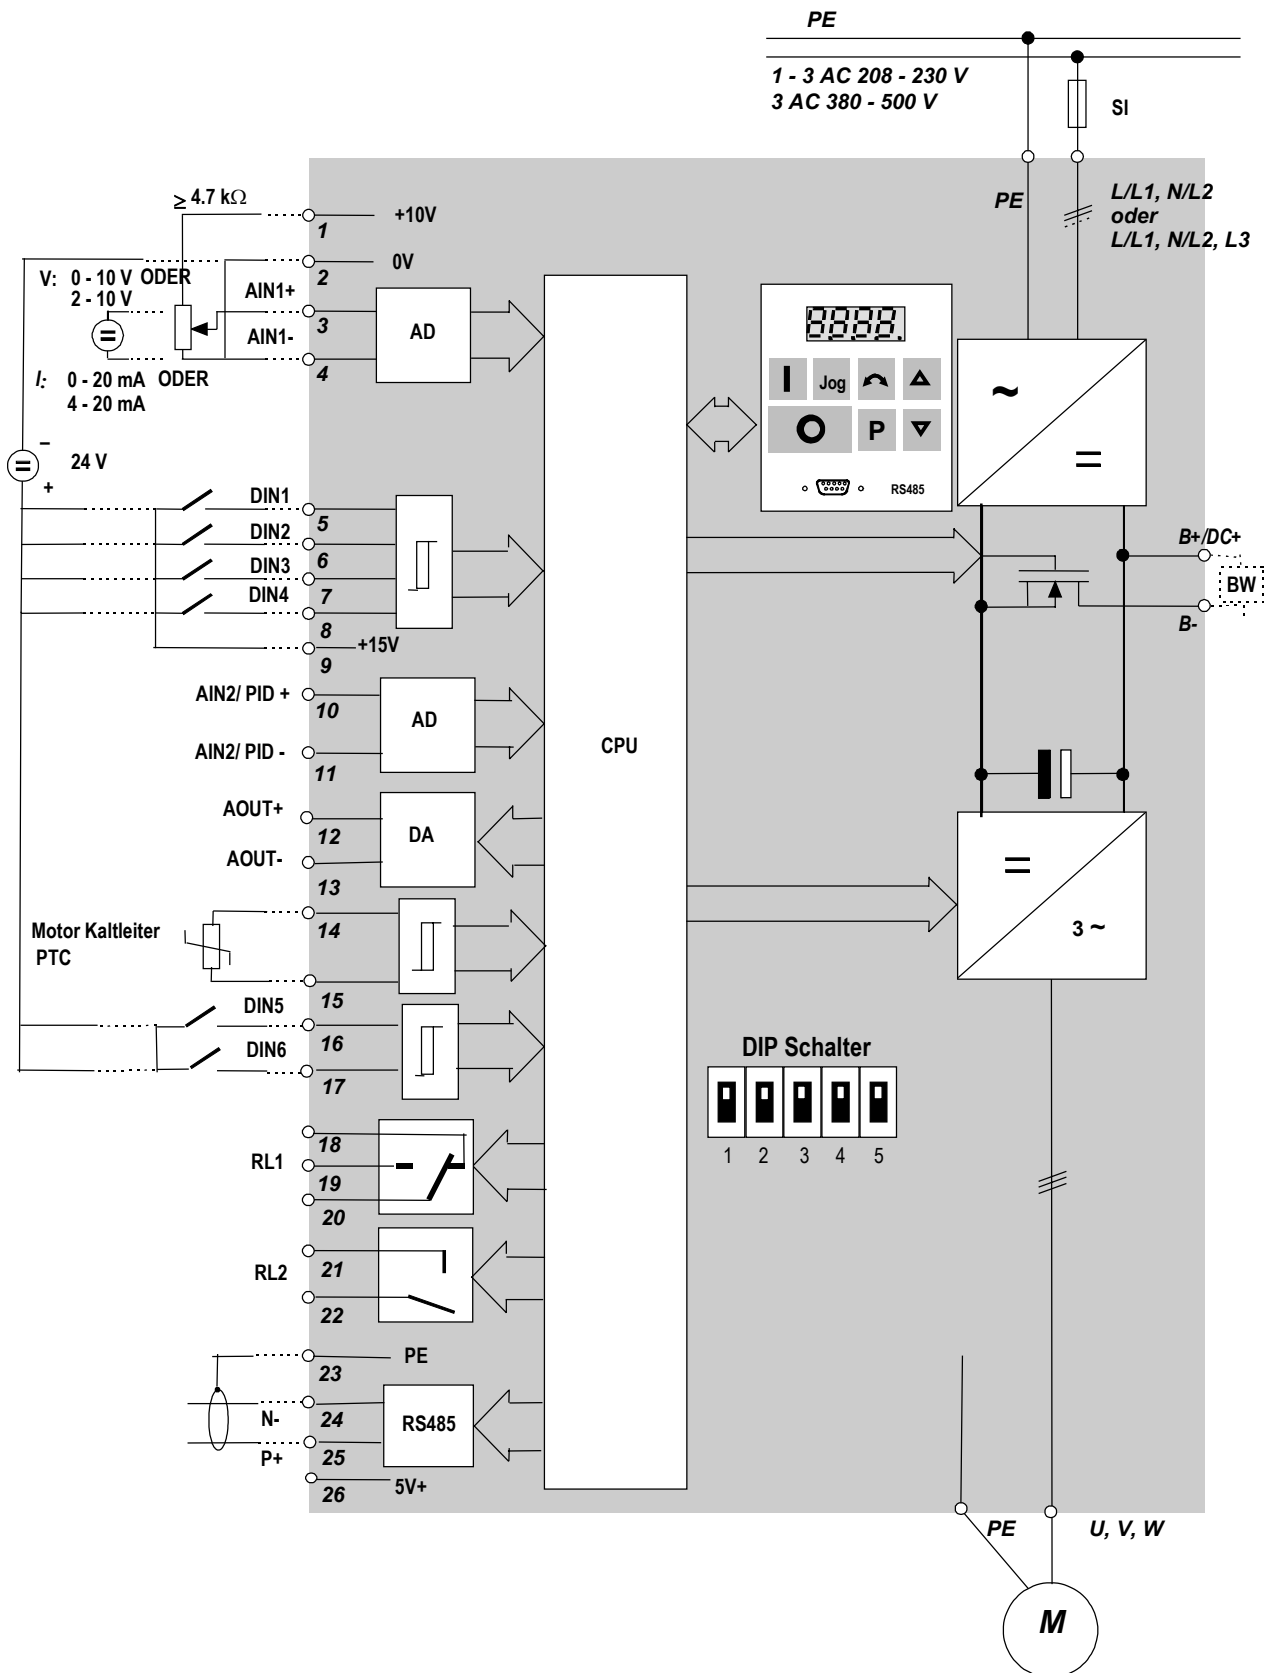 PE
1 - 3 AC 208 - 230 V
3 AC 380 - 500 V
SI
PE
L/L1, N/L2
oder
L/L1, N/L2, L3
≥ 4.7 kΩ
1
+10V
2
0V
V: 0 - 10 V ODER
2 - 10 V
AIN1+
3
AIN1-
4
AD
I: 0 - 20 mA ODER
4 - 20 mA
–
24 V
+
DIN1
5
DIN2
6
DIN3
7
DIN4
8
+15V
9
AIN2/ PID +
10
AIN2/ PID -
11
AD
AOUT+
12
AOUT-
13
DA
Motor Kaltleiter
PTC
14
15
DIN5
16
DIN6
17
RL1
18
19
20
RL2
21
22
PE
23
N-
24
P+
25
RS485
5V+
26
CPU
8.8.8.8.
Jog
P
RS485
~
=
B+/DC+
BW
B-
=
3 ~
DIP Schalter
1 2 3 4 5
PE
U, V, W
M